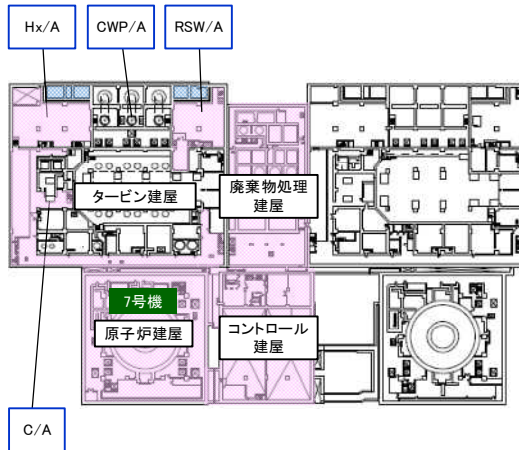 Hx/A
CWP/A
RSW/A
タービン建屋
廃棄物処理
建屋
7号機
原子炉建屋
コントロール
建屋
C/A